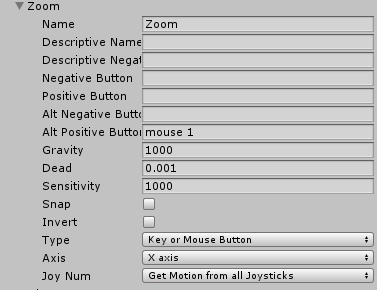 Zoom
Name Zoom
Descriptive Name
Descriptive Negat
Negative Button
Positive Button
Alt Negative Butto
Alt Positive Button mouse 1
Gravity 1000
Dead 0.001
Sensitivity 1000
Snap
Invert
Type Key or Mouse Button
Axis X axis
Joy Num Get Motion from all Joysticks